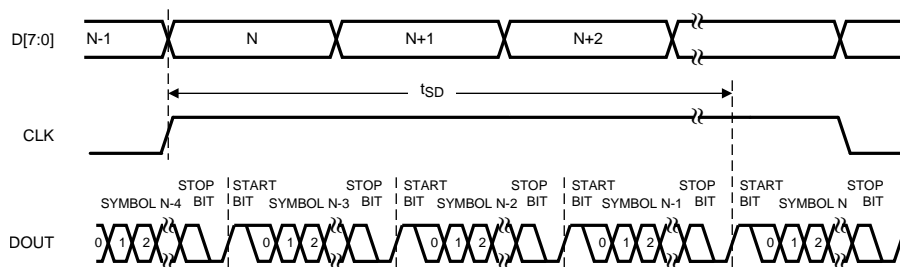 D[7:0] N-1 N N+1 N+2
tSD
CLK
STOP START STOP START STOP START STOP START
BIT BIT BIT BIT BIT BIT BIT BIT
SYMBOL N-4 SYMBOL N-3 SYMBOL N-2 SYMBOL N-1 SYMBOL N
DOUT 0 1 2 0 1 2 0 1 2 0 1 2 0 1 2